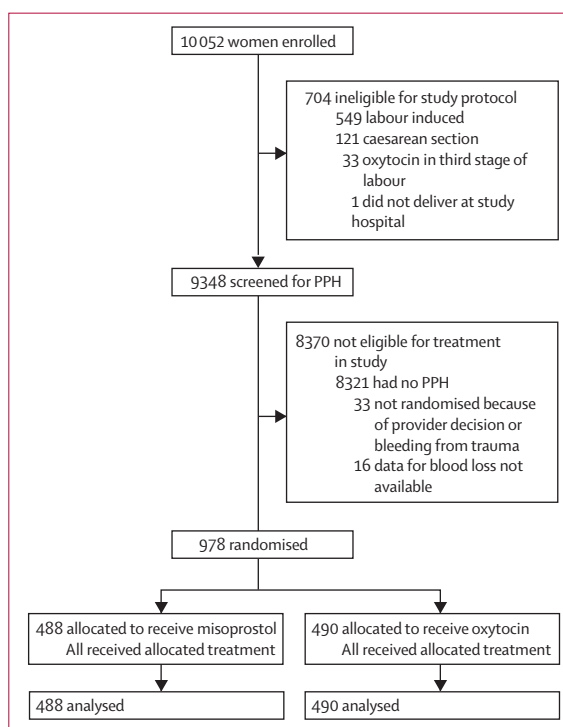 10 052 women enrolled
704 ineligible for study protocol
549 labour induced
121 caesarean section
33 oxytocin in third stage of
labour
1 did not deliver at study
hospital
9348 screened for PPH
8370 not eligible for treatment
in study
8321 had no PPH
33 not randomised because
of provider decision or
bleeding from trauma
16 data for blood loss not
available
978 randomised
488 allocated to receive misoprostol
All received allocated treatment
490 allocated to receive oxytocin
All received allocated treatment
488 analysed
490 analysed